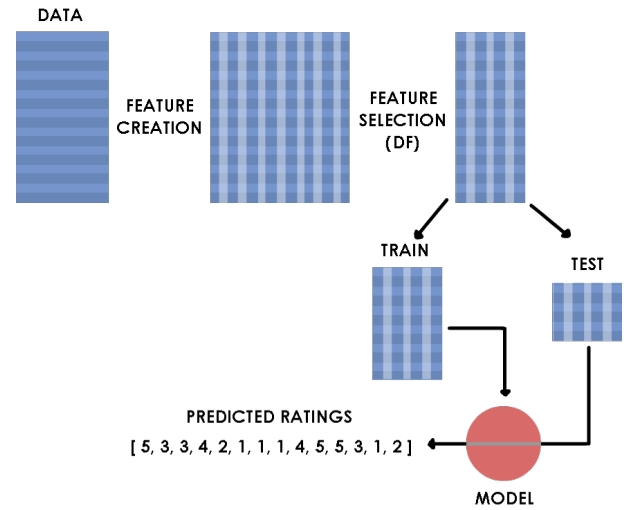 DATA
FEATURE
CREATION
FEATURE
SELECTION
(DF)
TRAIN
TEST
PREDICTED RATINGS
[ 5, 3, 3, 4, 2, 1, 1, 1, 4, 5, 5, 3, 1, 2 ]
MODEL